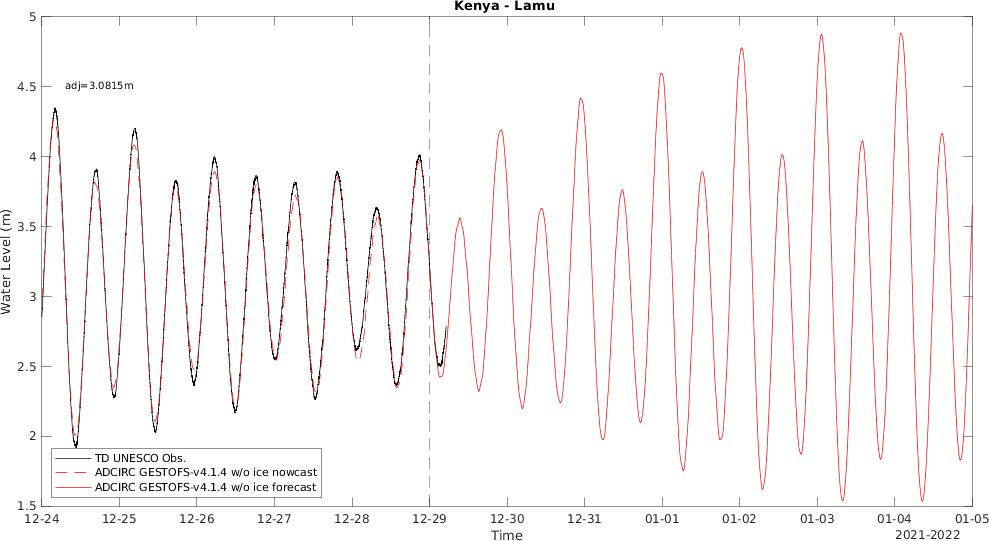 Kenya - Lamu
5
4.5
4
3.5
3
2.5
2
1.5
Water Level (m)
adj=3.0815m
TD UNESCO Obs.
ADCIRC GESTOFS-v4.1.4 w/o ice nowcast
ADCIRC GESTOFS-v4.1.4 w/o ice forecast
12-24 12-25 12-26 12-27 12-28 12-29 12-30 12-31 01-01 01-02 01-03 01-04 01-05
Time
2021-2022